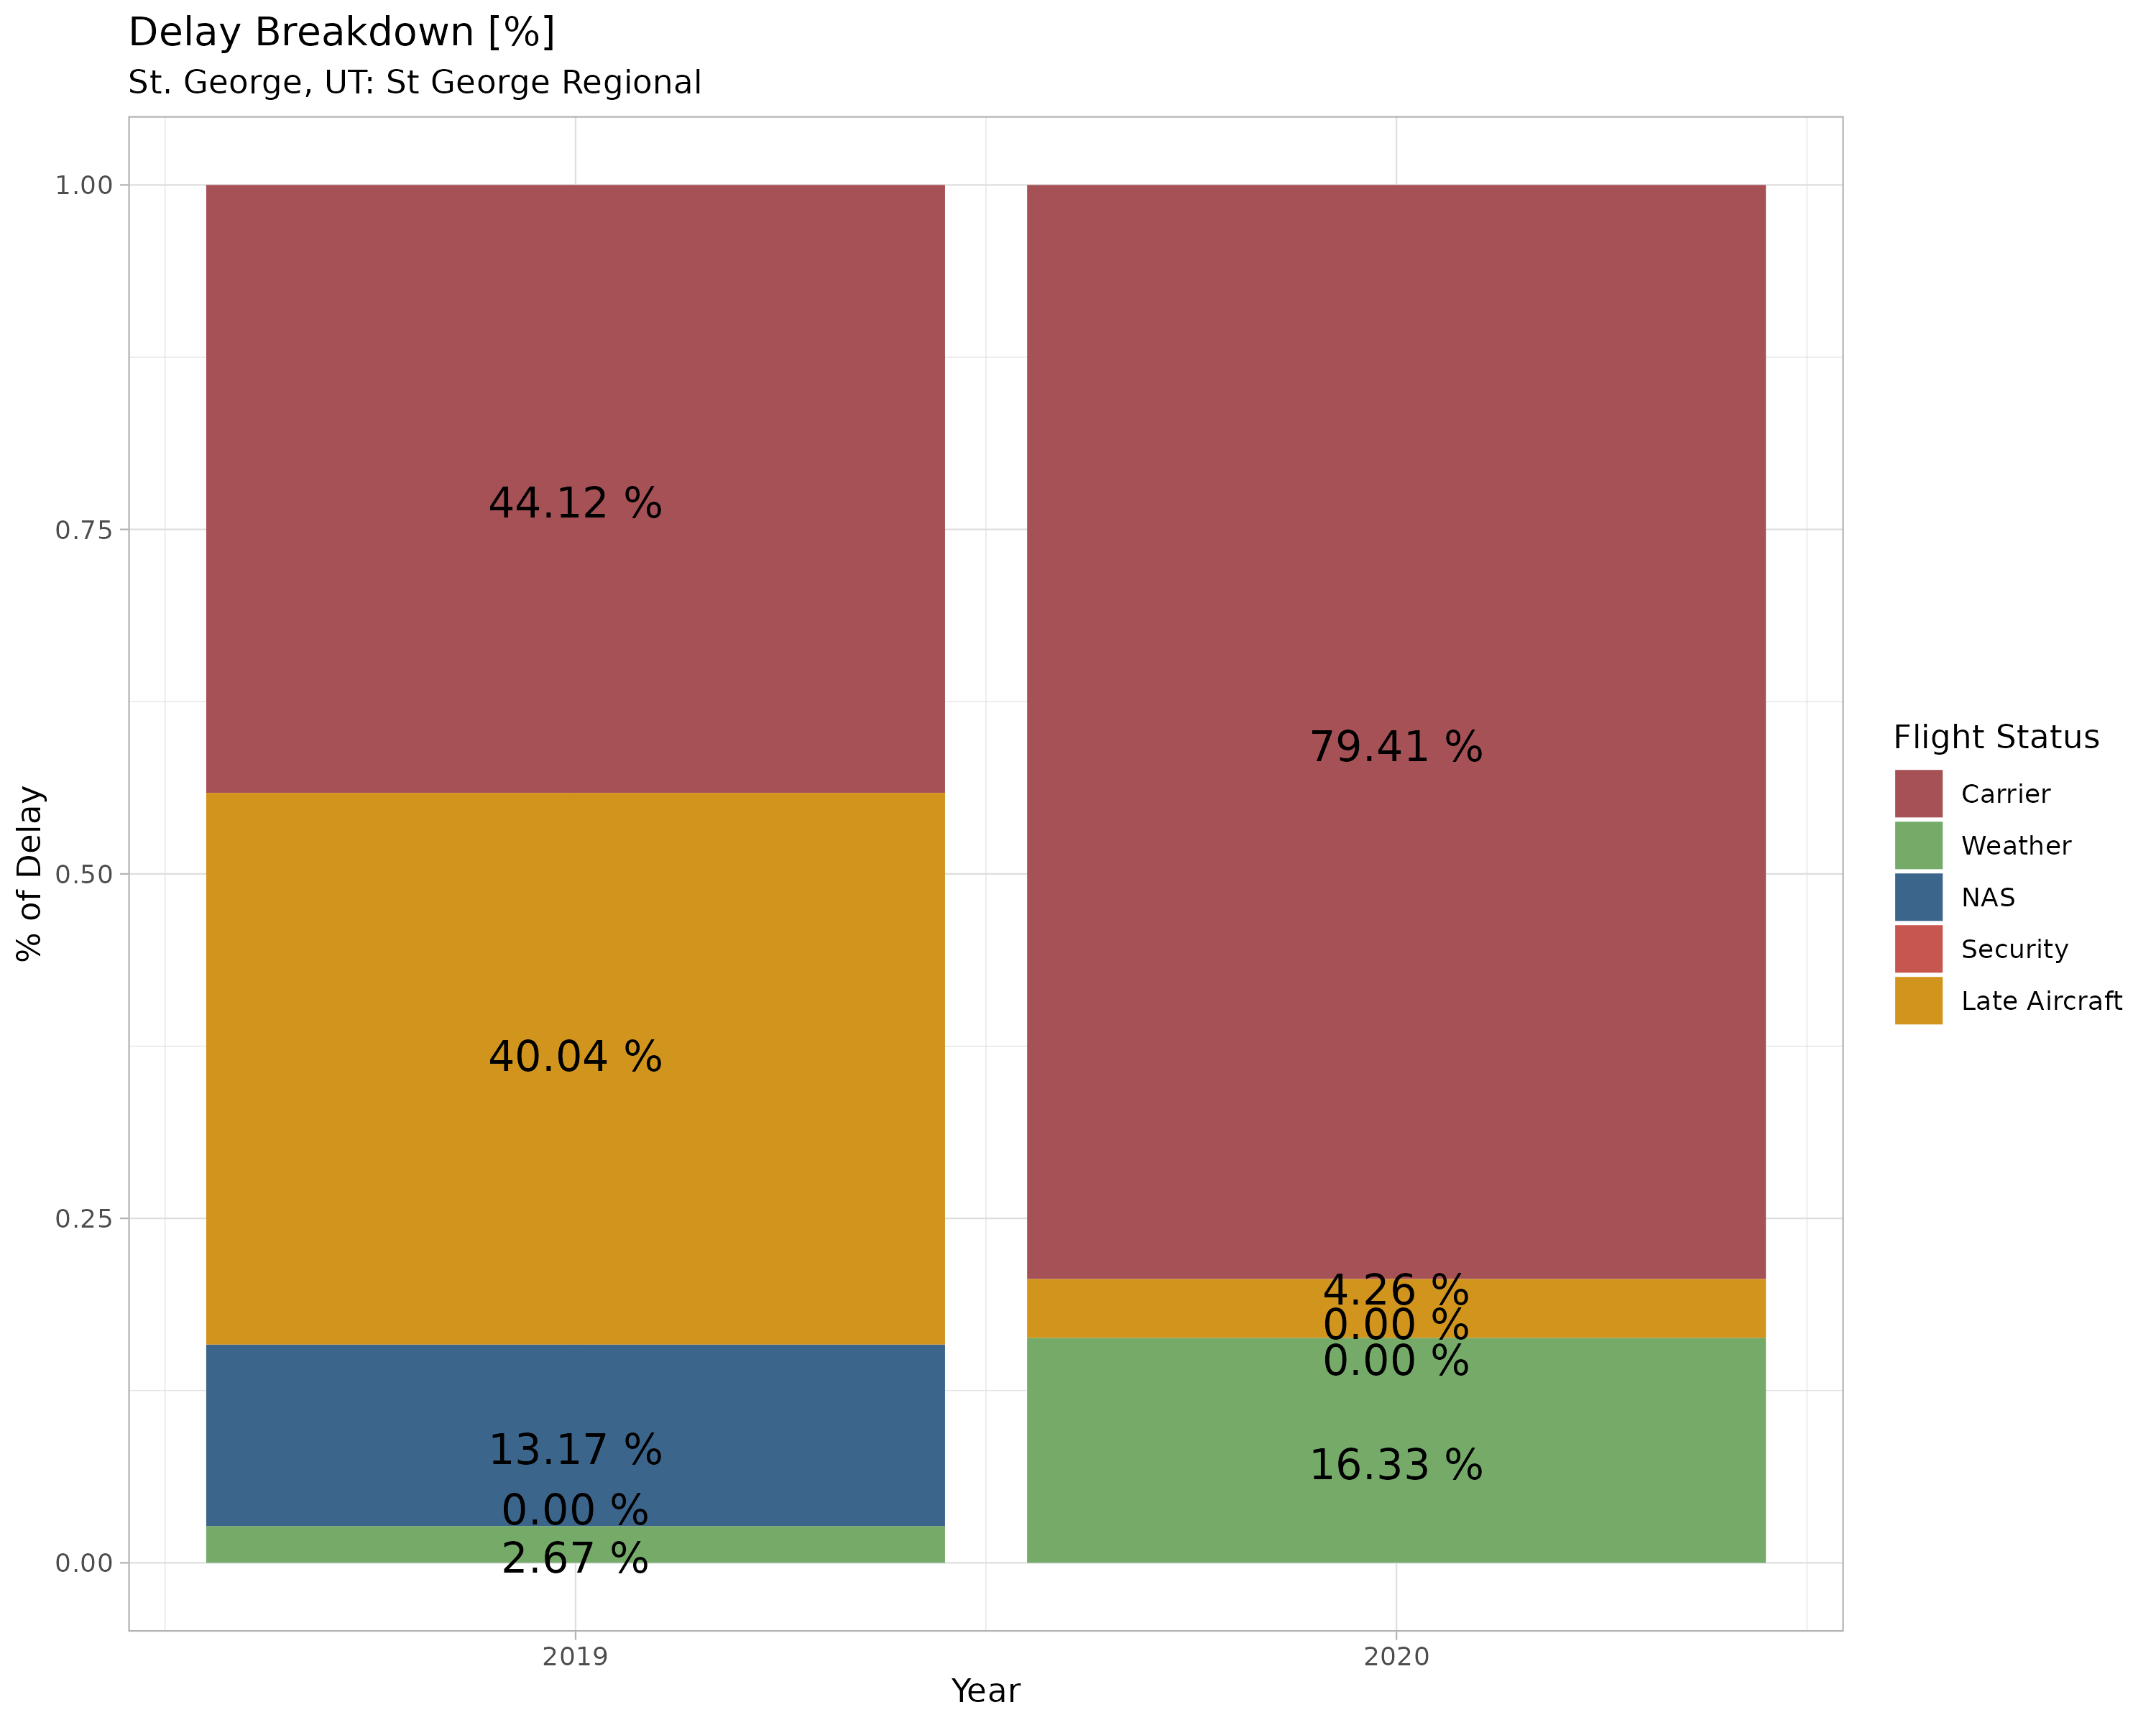 Delay Breakdown [%]
St. George, UT: St George Regional
% of Delay
1.00
0.75
0.50
0.25
0.00
44.12 %
40.04 %
13.17 %
0.00 %
2.67 %
79.41 %
4.26 %
0.00 %
0.00 %
16.33 %
2019
2020
Year
Flight Status
Carrier
Weather
NAS
Security
Late Aircraft